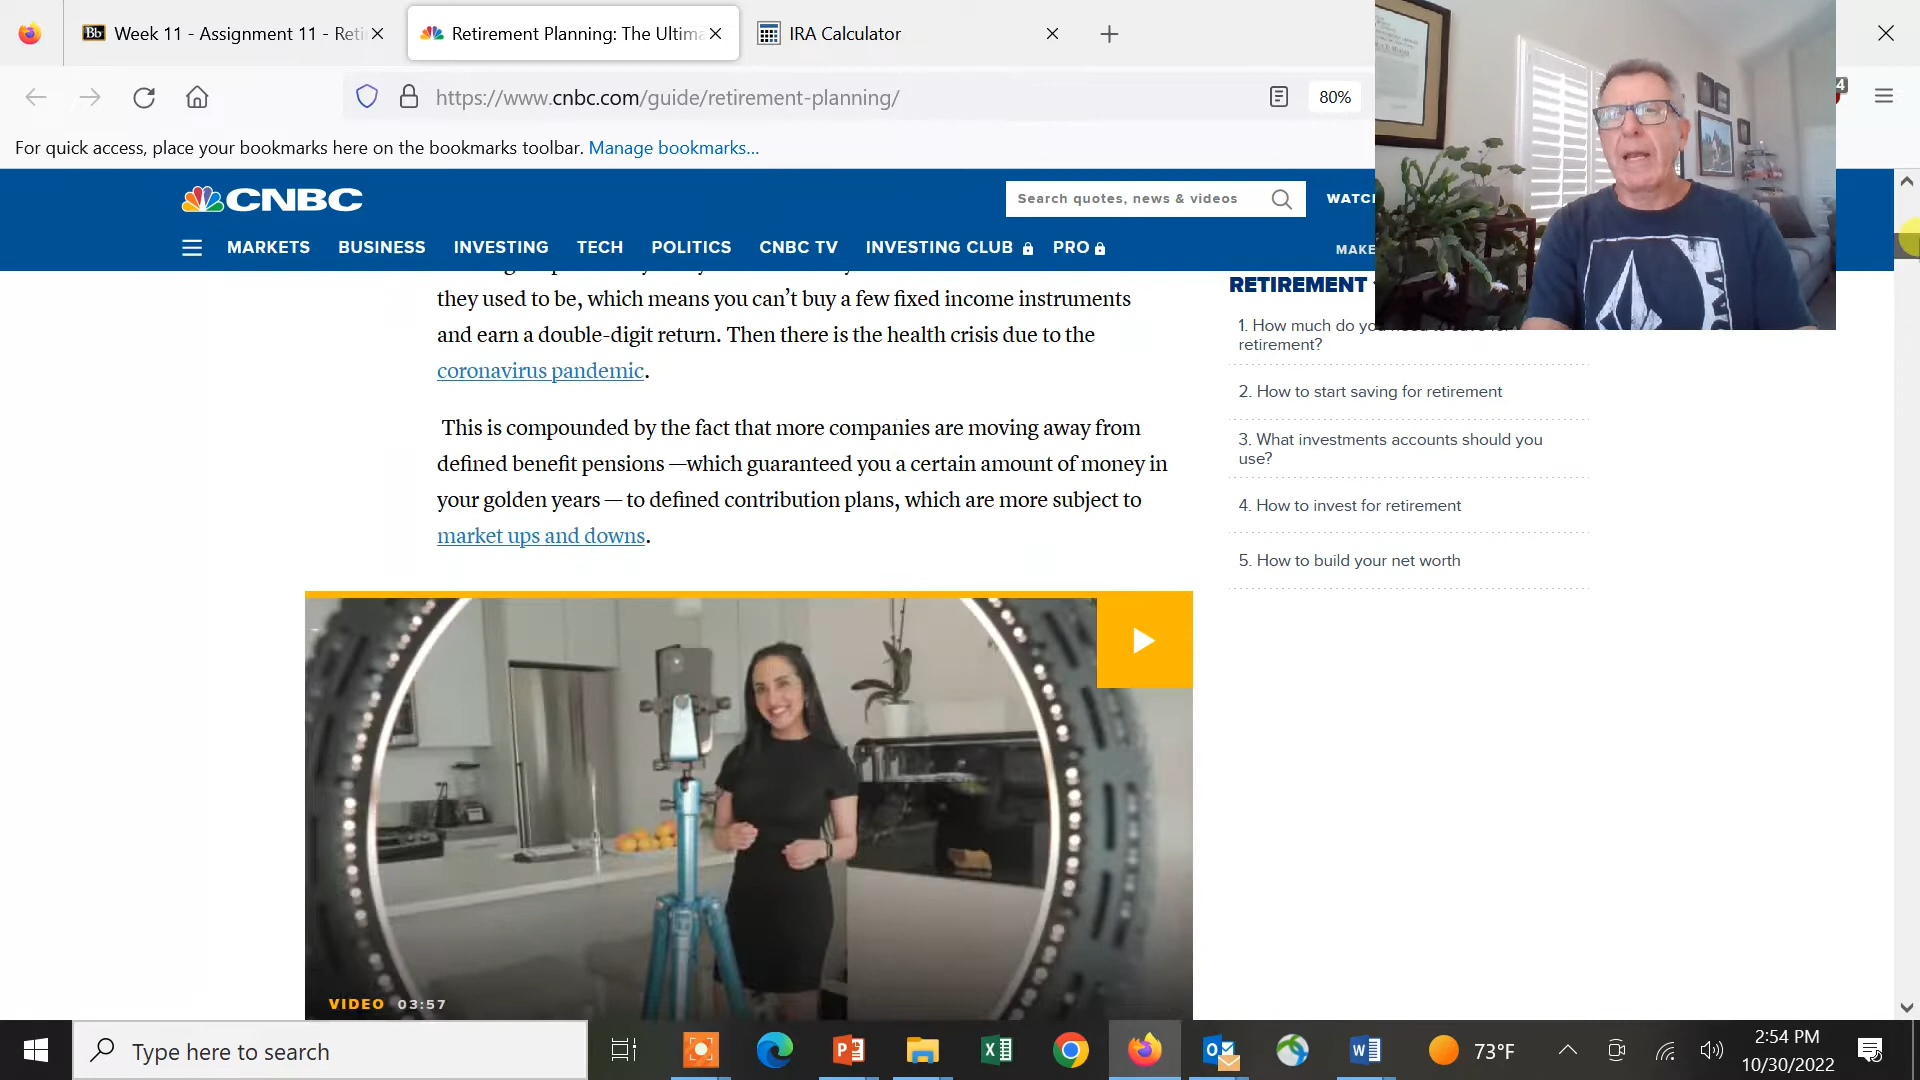 Bb Week 11 - Assignment 11 - Reti
Retirement Planning: The Ultima
IRA Calculator
https://www.cnbc.com/guide/retirement-planning/
80%
4
For quick access, place your bookmarks here on the bookmarks toolbar. Manage bookmarks...
CNBC
Search quotes, news & videos
WATC
MARKETS BUSINESS INVESTING TECH POLITICS CNBC TV INVESTING CLUB PRO
MAKE
they used to be, which means you can’t buy a few fixed income instruments
and earn a double-digit return. Then there is the health crisis due to the
coronavirus pandemic.
This is compounded by the fact that more companies are moving away from
defined benefit pensions —which guaranteed you a certain amount of money in
your golden years — to defined contribution plans, which are more subject to
market ups and downs.
RETIREMENT
1. How much do you
retirement?
2. How to start saving for retirement
3. What investments accounts should you
use?
4. How to invest for retirement
5. How to build your net worth
VIDEO 03:57
Type here to search
73°F
2:54 PM
10/30/2022